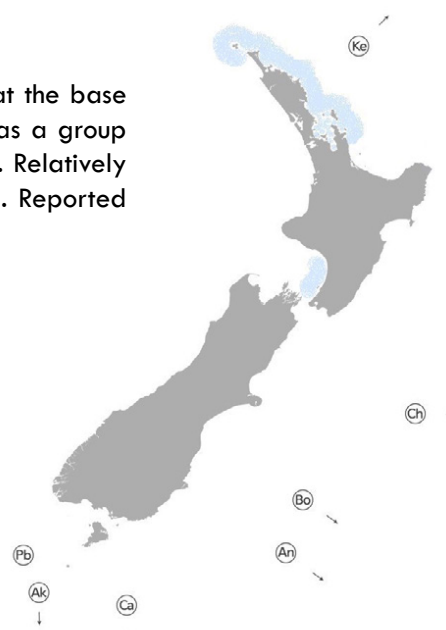 Ke
at the base
as a group
. Relatively
. Reported
Ch
Bo
An
Pb
Ak
Ca